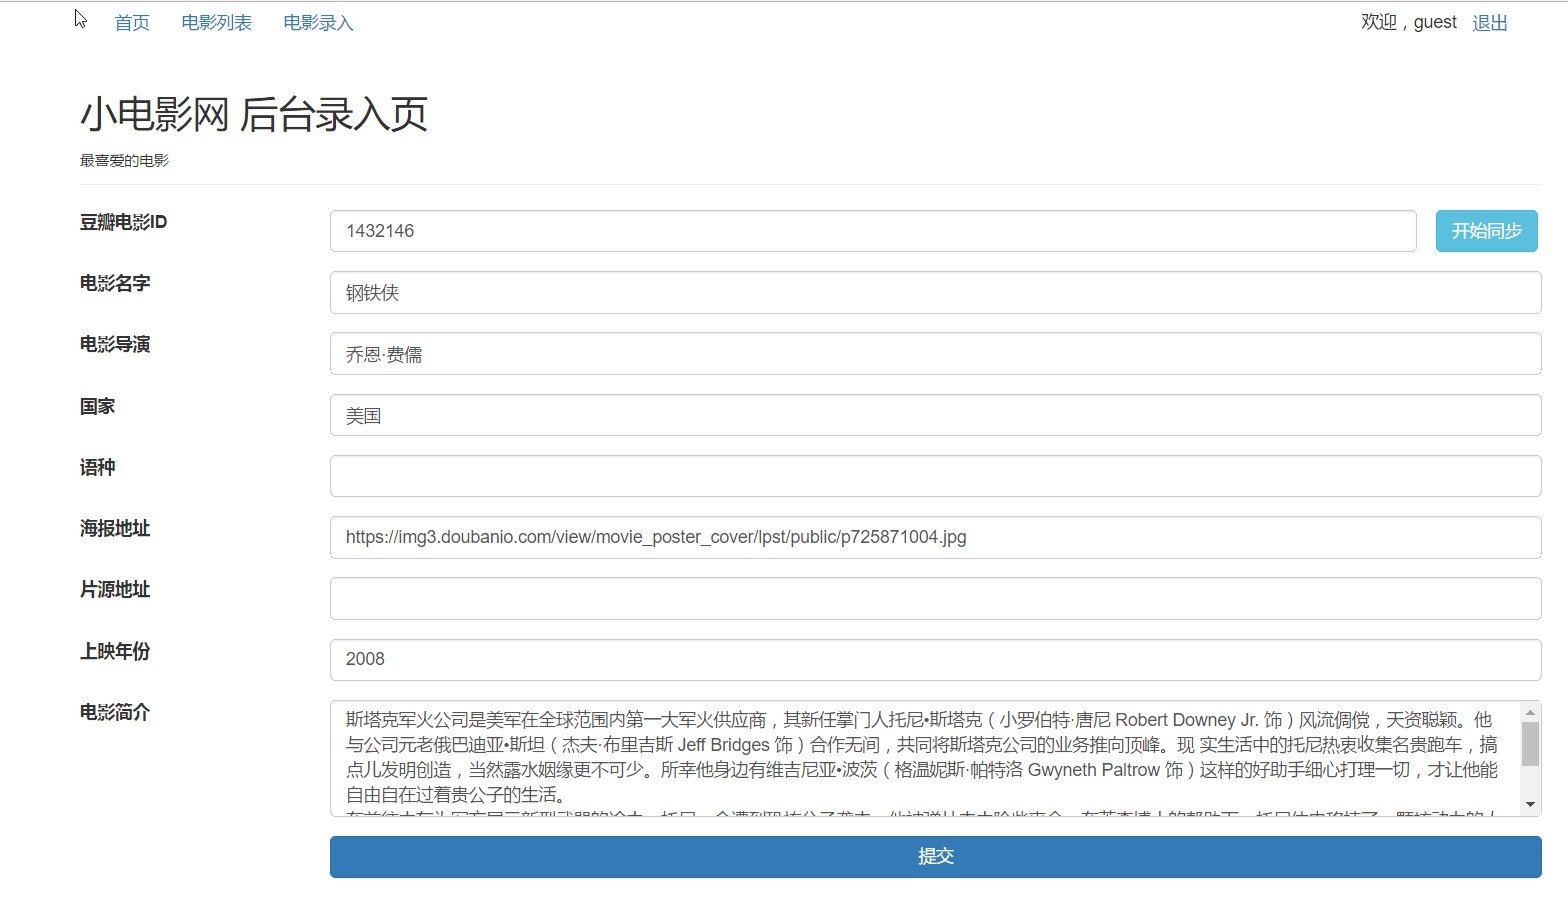 首页 电影列表 电影录入 欢迎，guest 退出
小电影网 后台录入页
最喜爱的电影
豆瓣电影ID 1432146 开始同步
电影名字 钢铁侠
电影导演 乔恩·费儒
国家 美国
语种
海报地址 https://img3.doubanio.com/view/movie_poster_cover/lpst/public/p725871004.jpg
片源地址
上映年份 2008
电影简介
斯塔克军火公司是美军在全球范围内第一大军火供应商，其新任掌门人托尼•斯塔克（小罗伯特·唐尼 Robert Downey Jr. 饰）风流倜傥，天资聪颖。他
与公司元老俄巴迪亚•斯坦（杰夫·布里吉斯 Jeff Bridges 饰）合作无间，共同将斯塔克公司的业务推向顶峰。现 实生活中的托尼热衷收集名贵跑车，搞
点儿发明创造，当然露水姻缘更不可少。所幸他身边有维吉尼亚•波茨（格温妮斯·帕特洛 Gwyneth Paltrow 饰）这样的好助手细心打理一切，才让他能
自由自在过着贵公子的生活。
提交